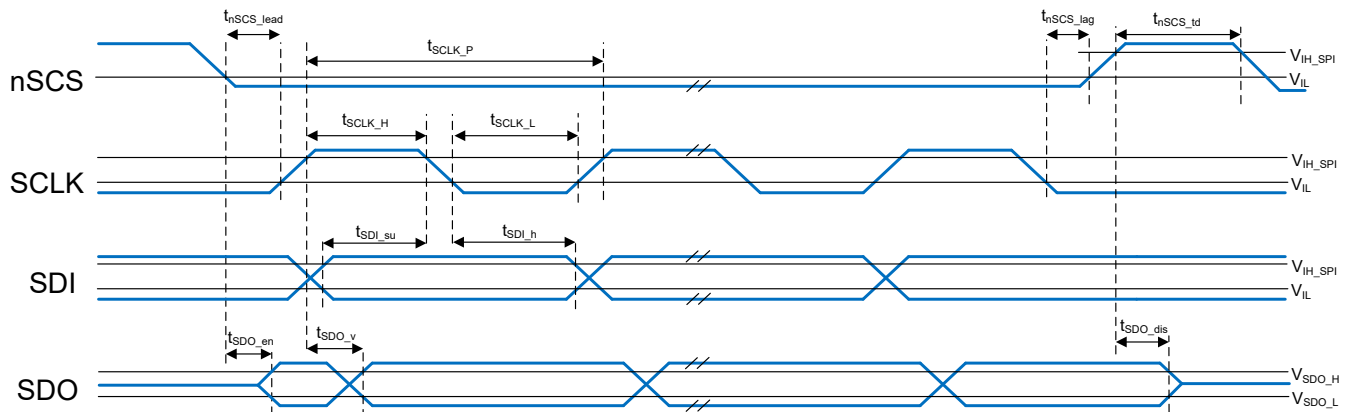 tnSCS_lead
tnSCS_lag
tnSCS_td
tSCLK_P
nSCS
VIH_SPI
VIL
tSCLK_H
tSCLK_L
SCLK
VIH_SPI
VIL
tSDI_su
tSDI_h
SDI
VIH_SPI
VIL
tSDO_en
tSDO_v
tSDO_dis
SDO
VSDO_H
VSDO_L